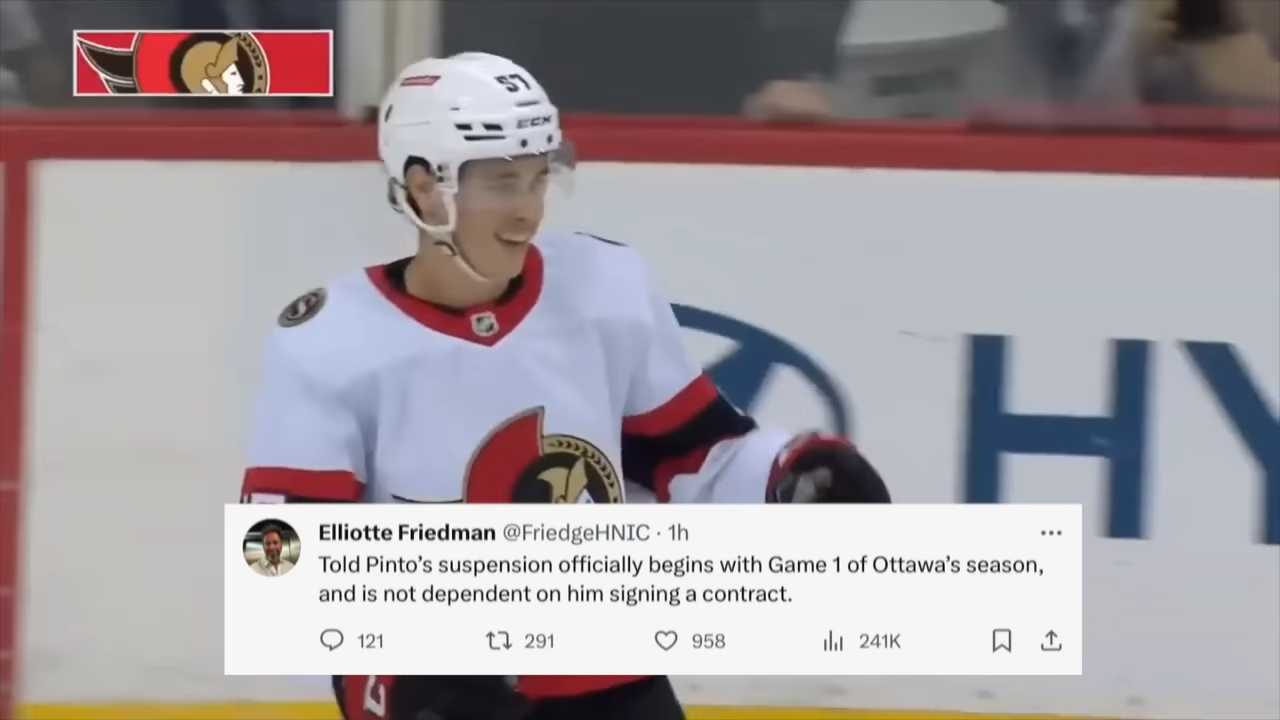 57
CCM
HY
Elliotte Friedman @FriedgeHNIC · 1h
Told Pinto's suspension officially begins with Game 1 of Ottawa's season,
and is not dependent on him signing a contract.
121 291 958 241K